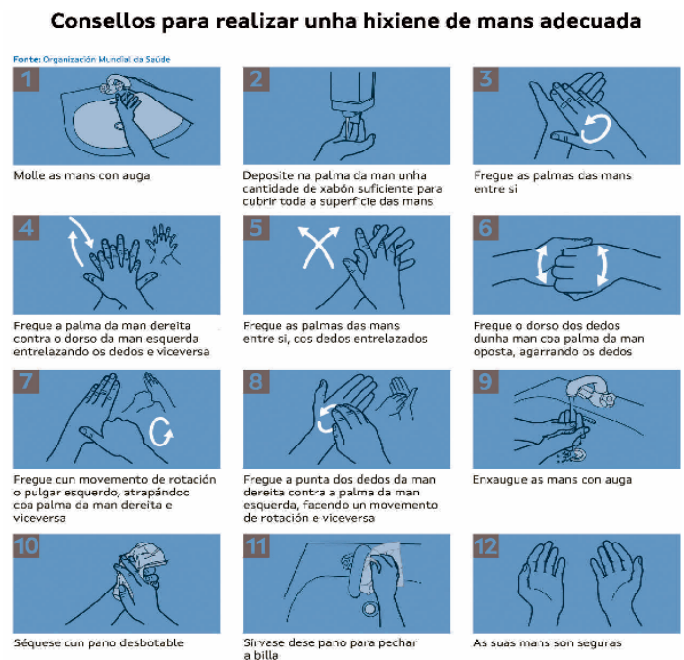 Consellos para realizar unha hixiene de mans adecuada
Fonte: Organización Mundial da Saúde
1
Molle as mans con auga
2
Deposite na palma da man unha
cantidade de xabón suficiente para
cubrir toda a superficie das mans
3
Fregue as palmas das mans
entre si
4
Fregue a palma da man dereita
contra o dorso da man esquerda
entrelazando os dedos e viceversa
5
Fregue as palmas das mans
entre si, cos dedos entrelazados
6
Fregue o dorso dos dedos
dunha man coa palma da man
oposta, agarrando os dedos
7
Fregue cun movemento de rotación
o pulgar esquerdo, atrapándo
coa palma da man dereita e
viceversa
8
Fregue a punta dos dedos da man
dereita contra a palma da man
esquerda, facendo un movemento
de rotación e viceversa
9
Enxaugue as mans con auga
10
Séquese cun pano desbotable
11
Sírvase dese pano para pechar
a billa
12
As súas mans son seguras